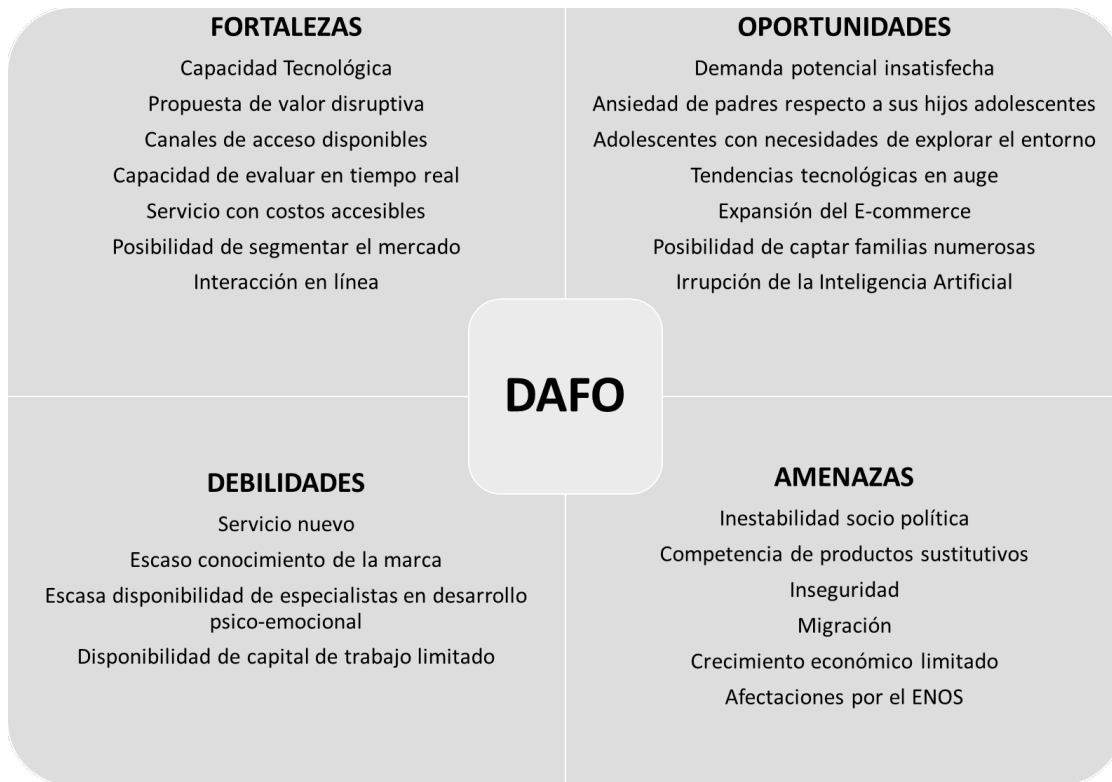 FORTALEZAS
Capacidad Tecnológica
Propuesta de valor disruptiva
Canales de acceso disponibles
Capacidad de evaluar en tiempo real
Servicio con costos accesibles
Posibilidad de segmentar el mercado
Interacción en línea
OPORTUNIDADES
Demanda potencial insatisfecha
Ansiedad de padres respecto a sus hijos adolescentes
Adolescentes con necesidades de explorar el entorno
Tendencias tecnológicas en auge
Expansión del E-commerce
Posibilidad de captar familias numerosas
Irrupción de la Inteligencia Artificial
DAFO
DEBILIDADES
Servicio nuevo
Escaso conocimiento de la marca
Escasa disponibilidad de especialistas en desarrollo
psico-emocional
Disponibilidad de capital de trabajo limitado
AMENAZAS
Inestabilidad socio política
Competencia de productos sustitutivos
Inseguridad
Migración
Crecimiento económico limitado
Afectaciones por el ENOS